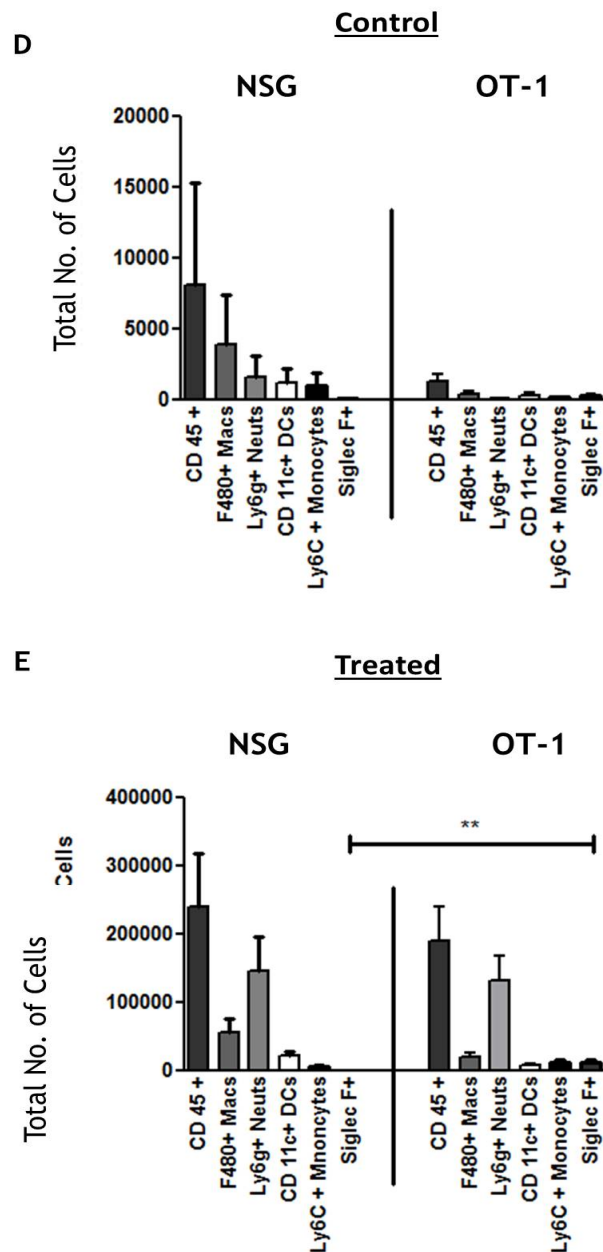 D
Control
NSG
OT-1
Total No. of Cells
20000
15000
10000
5000
0
CD 45 +
F480+ Macs
Ly6g+ Neuts
CD 11c+ DCs
Ly6C + Monocytes
Siglec F+
CD 45 +
F480+ Macs
Ly6g+ Neuts
CD 11c+ DCs
Ly6C + Monocytes
Siglec F+
E
Treated
NSG
OT-1
Total No. of Cells
400000
300000
200000
100000
0
**
CD 45 +
F480+ Macs
Ly6g+ Neuts
CD 11c+ DCs
Ly6C + Mnonocytes
Siglec F+
CD 45 +
F480+ Macs
Ly6g+ Neuts
CD 11c+ DCs
Ly6C + Monocytes
Siglec F+